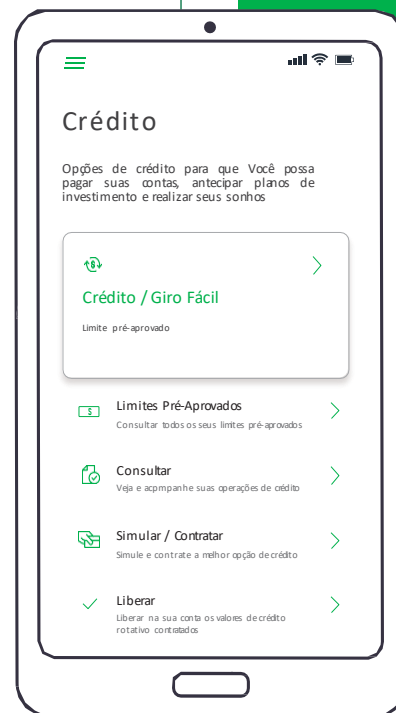 Crédito
Opções de crédito para que Você possa
pagar suas contas, antecipar planos de
investimento e realizar seus sonhos
$
Crédito / Giro Fácil
Limite pré-aprovado
$
Limites Pré-Aprovados
Consultar todos os seus limites pré-aprovados
Consultar
Veja e acpmpanhe suas operações de crédito
Simular / Contratar
Simule e contrate a melhor opção de crédito
Liberar
Liberar na sua conta os valores de crédito
rotativo contratados